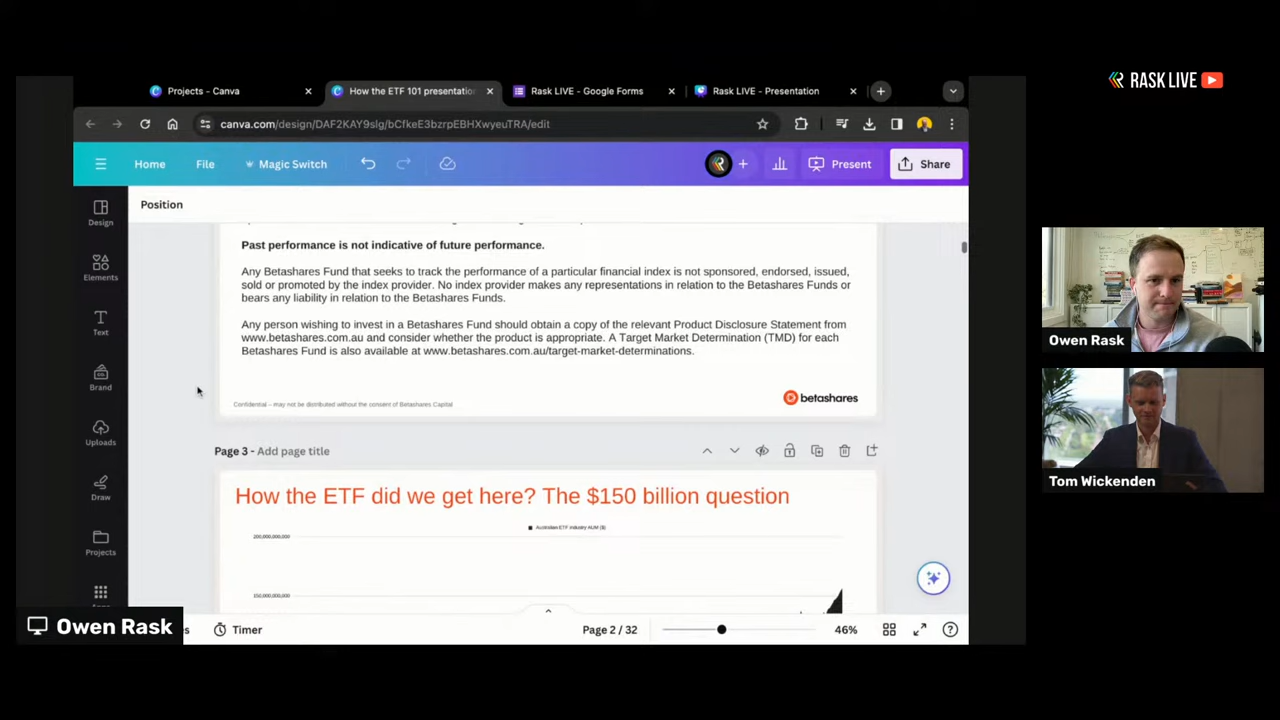 RASK LIVE
Projects - Canva
How the ETF 101 presentatio
Rask LIVE - Google Forms
Rask LIVE - Presentation
canva.com/design/DAF2KAY9slg/bCfkeE3bzrpEBHXwyeuTRA/edit
Home
File
Magic Switch
Present
Share
Position
Design
Elements
Text
Brand
Uploads
Draw
Projects
Past performance is not indicative of future performance.
Any Betashares Fund that seeks to track the performance of a particular financial index is not sponsored, endorsed, issued,
sold or promoted by the index provider. No index provider makes any representations in relation to the Betashares Funds or
bears any liability in relation to the Betashares Funds.
Any person wishing to invest in a Betashares Fund should obtain a copy of the relevant Product Disclosure Statement from
www.betashares.com.au and consider whether the product is appropriate. A Target Market Determination (TMD) for each
Betashares Fund is also available at www.betashares.com.au/target-market-determinations.
Confidential – may not be distributed without the consent of Betashares Capital
betashares
Page 3 - Add page title
How the ETF did we get here? The $150 billion question
Australian ETF industry AUM ($)
200,000,000,000
150,000,000,000
Owen Rask
Timer
Page 2 / 32
46%
Owen Rask
Tom Wickenden